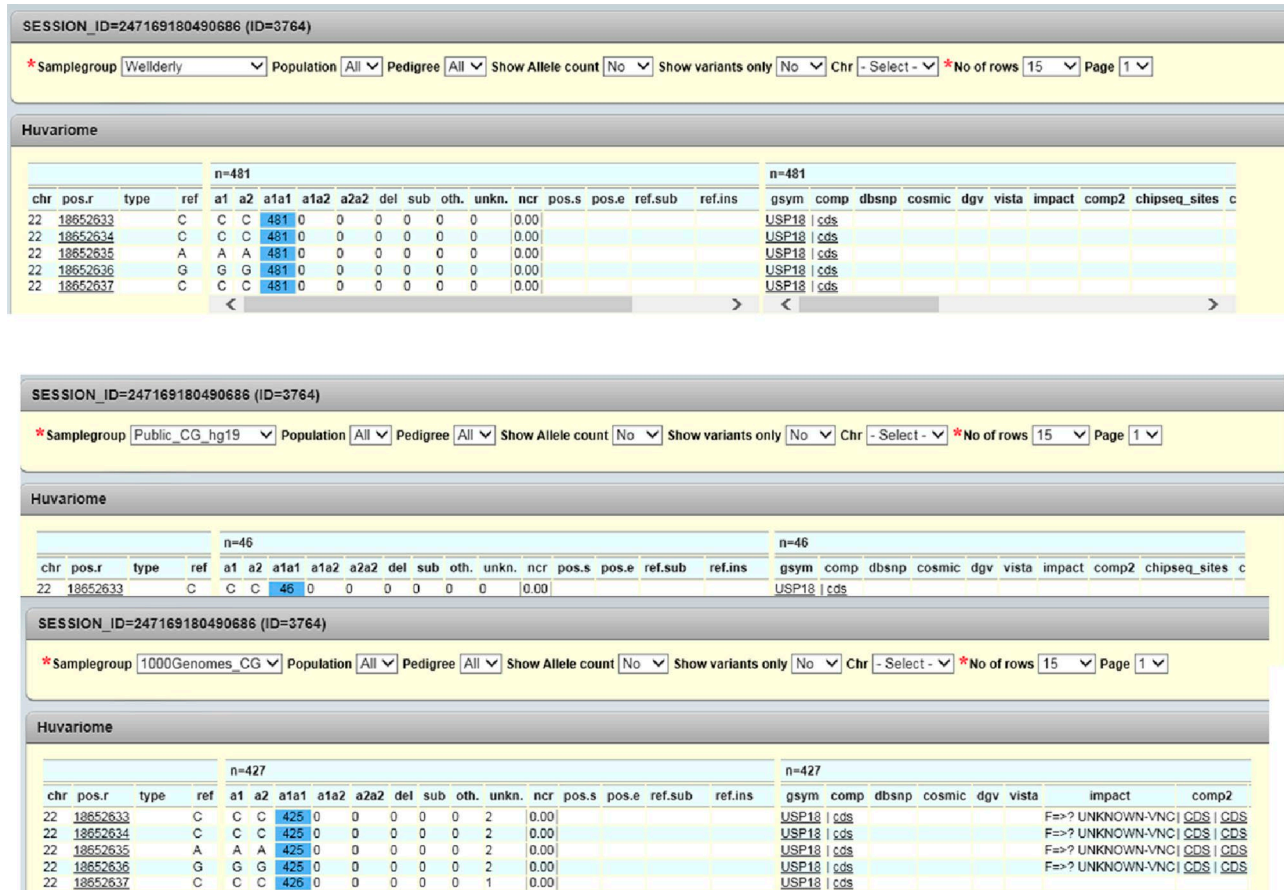 SESSION_ID=247169180490686 (ID=3764)
*Samplegroup Wellderly Population All Pedigree All Show Allele count No Show variants only No Chr - Select - *No of rows 15 Page 1
Huvariome
n=481 n=481
chr pos.r type ref a1 a2 a1a1 a1a2 a2a2 del sub oth. unkn. ncr pos.s pos.e ref.sub ref.ins gsym comp dbsnp cosmic dgv vista impact comp2 chipseq_sites c
22 18652633 C C C 481 0 0 0 0 0 0 0.00 USP18 | cds
22 18652634 C C C 481 0 0 0 0 0 0 0.00 USP18 | cds
22 18652635 A A A 481 0 0 0 0 0 0 0.00 USP18 | cds
22 18652636 G G G 481 0 0 0 0 0 0 0.00 USP18 | cds
22 18652637 C C C 481 0 0 0 0 0 0 0.00 USP18 | cds
SESSION_ID=247169180490686 (ID=3764)
*Samplegroup Public_CG_hg19 Population All Pedigree All Show Allele count No Show variants only No Chr - Select - *No of rows 15 Page 1
Huvariome
n=46 n=46
chr pos.r type ref a1 a2 a1a1 a1a2 a2a2 del sub oth. unkn. ncr pos.s pos.e ref.sub ref.ins gsym comp dbsnp cosmic dgv vista impact comp2 chipseq_sites c
22 18652633 C C C 46 0 0 0 0 0 0 0.00 USP18 | cds
SESSION_ID=247169180490686 (ID=3764)
*Samplegroup 1000Genomes_CG Population All Pedigree All Show Allele count No Show variants only No Chr - Select - *No of rows 15 Page 1
Huvariome
n=427 n=427
chr pos.r type ref a1 a2 a1a1 a1a2 a2a2 del sub oth. unkn. ncr pos.s pos.e ref.sub ref.ins gsym comp dbsnp cosmic dgv vista impact comp2
22 18652633 C C C 425 0 0 0 0 0 2 0.00 USP18 | cds F=>? UNKNOWN-VNC| CDS | CDS
22 18652634 C C C 425 0 0 0 0 0 2 0.00 USP18 | cds F=>? UNKNOWN-VNC| CDS | CDS
22 18652635 A A A 425 0 0 0 0 0 2 0.00 USP18 | cds F=>? UNKNOWN-VNC| CDS | CDS
22 18652636 G G G 425 0 0 0 0 0 2 0.00 USP18 | cds F=>? UNKNOWN-VNC| CDS | CDS
22 18652637 C C C 426 0 0 0 0 0 1 0.00 USP18 | cds